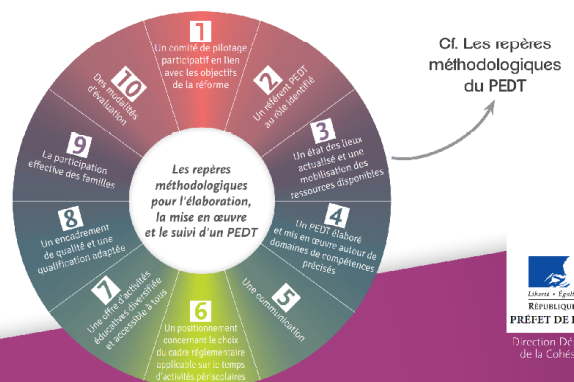 1
Un comité de pilotage
participatif en lien
avec les objectifs
de la réforme
2
Un référent PEDT
au rôle identifié
3
Un état des lieux
actualisé et une
mobilisation des
ressources disponibles
4
Un PEDT élaboré
et mis en œuvre auteur de
domaines de compétences
précisés
5
Une communication
6
Un positionnement
concernant le choix
du cadre réglementaire
applicable sur le temps
d'activités périscolaires
7
Une offre d'activités
éducatives diversifiée
et accessible à tous
8
Un encadrement
de qualité et une
qualification adaptée
9
La participation
effective des familles
10
Des modalités
d'évaluation
Les repères
méthodologiques
pour l'élaboration,
la mise en œuvre
et le suivi d'un PEDT
Cf. Les repères
méthodologiques
du PEDT
Liberté • Égal
RÉPUBLIQUE
PRÉFET DE
Direction Dé
de la Cohés